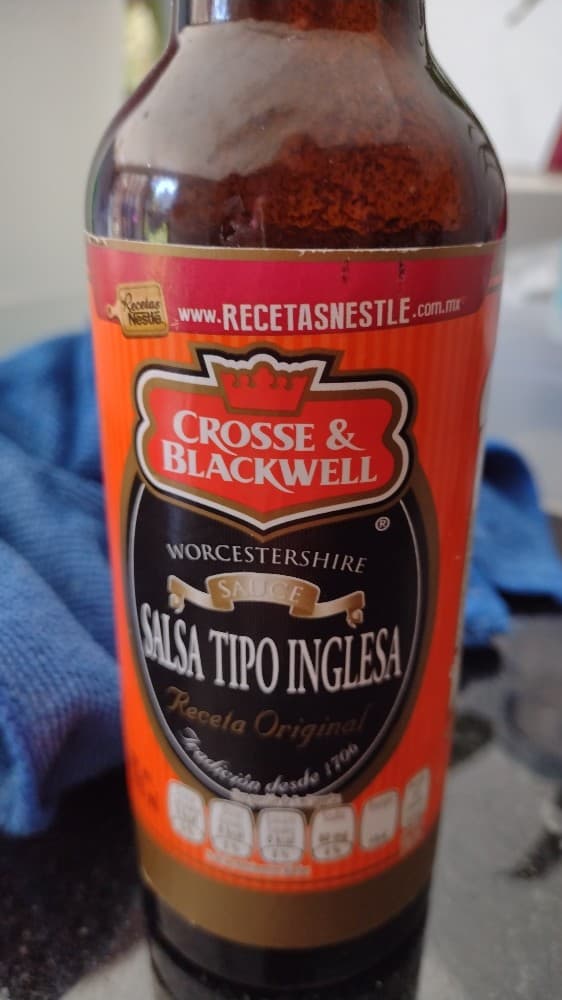 Recetas
Nestlé.
www.RECETASNESTLE.com.mx
CROSSE &
BLACKWELL
®
WORCESTERSHIRE
SAUCE
SALSA TIPO INGLESA
Receta Original
Tradición desde 1706